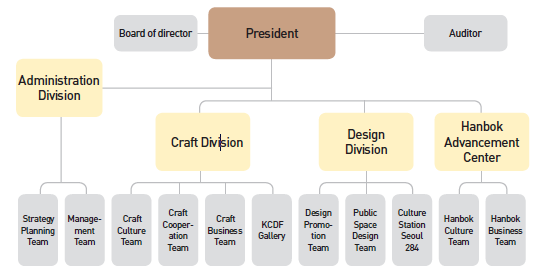 Board of director
President
Auditor
Administration
Division
Craft Division
Design
Division
Hanbok
Advancement
Center
Strategy
Planning
Team
Manage-
ment
Team
Craft
Culture
Team
Craft
Cooper-
ation
Team
Craft
Business
Team
KCDF
Gallery
Design
Promo-
tion
Team
Public
Space
Design
Team
Culture
Station
Seoul
284
Hanbok
Culture
Team
Hanbok
Business
Team